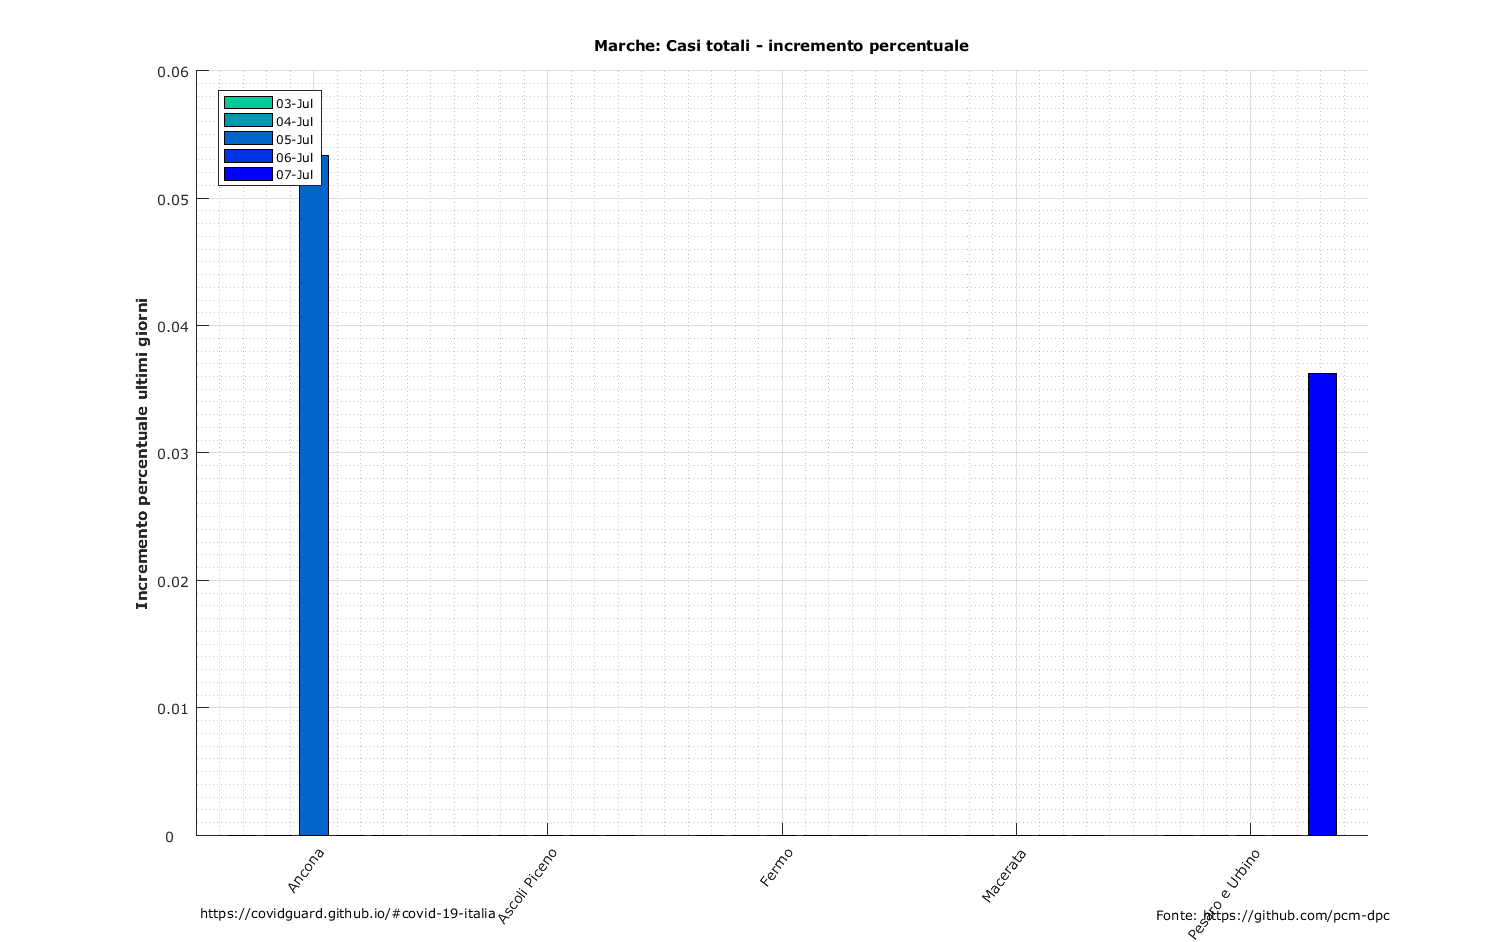 Marche: Casi totali - incremento percentuale
0.06
0.05
0.04
0.03
0.02
0.01
0
Incremento percentuale ultimi giorni
03-Jul
04-Jul
05-Jul
06-Jul
07-Jul
Ancona
Ascoli Piceno
Fermo
Macerata
Pesaro e Urbino
https://covidguard.github.io/#covid-19-italia
Fonte: https://github.com/pcm-dpc